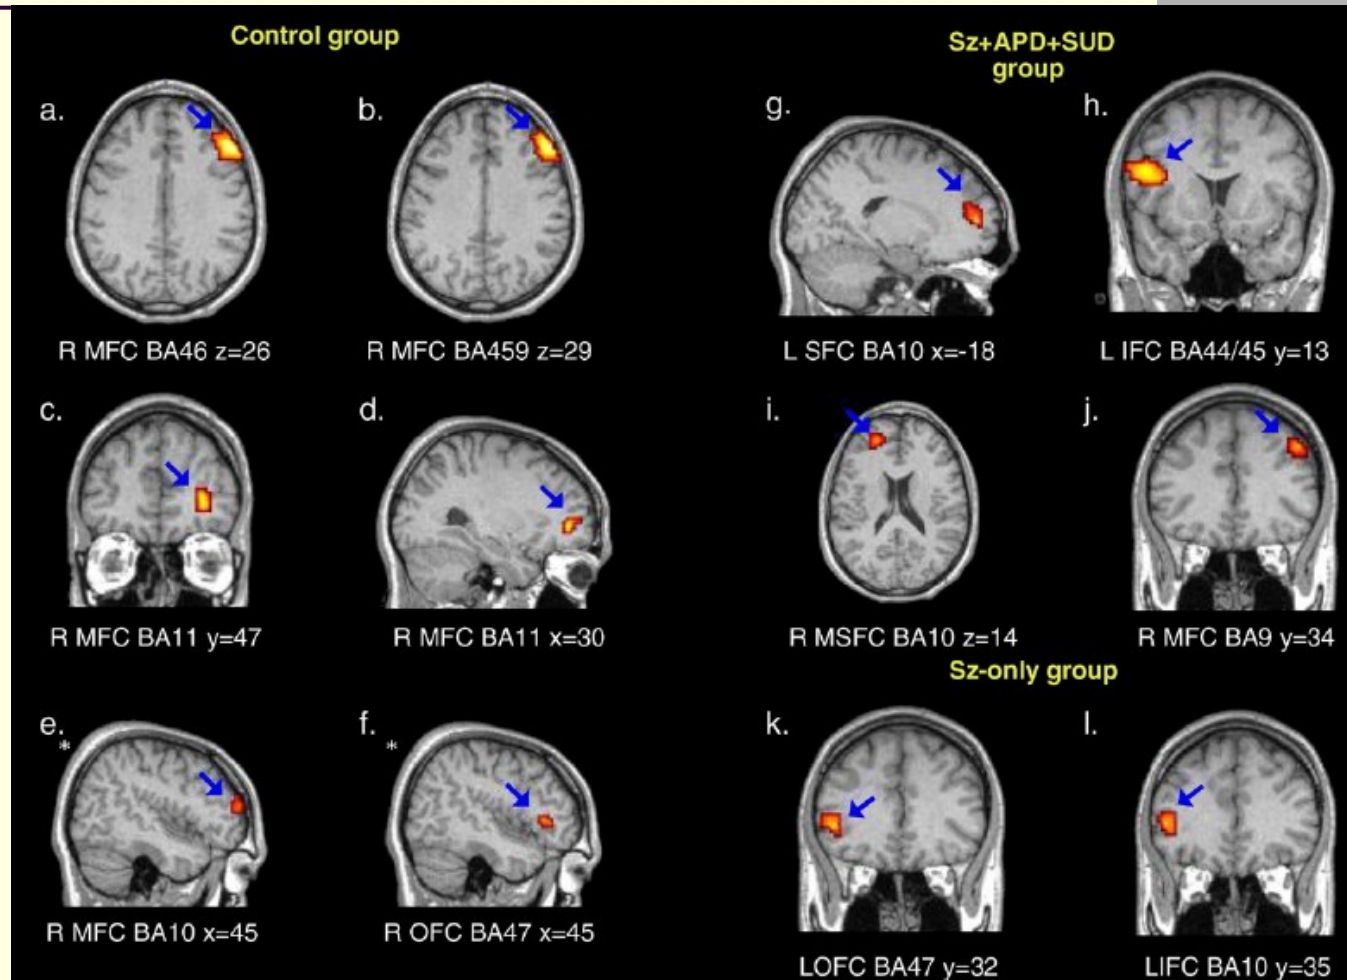 Control group
a.
b.
R MFC BA46 z=26
R MFC BA459 z=29
c.
d.
R MFC BA11 y=47
R MFC BA11 x=30
e.
*
f.
*
R MFC BA10 x=45
R OFC BA47 x=45
Sz+APD+SUD
group
g.
h.
L SFC BA10 x=-18
L IFC BA44/45 y=13
i.
j.
R MSFC BA10 z=14
R MFC BA9 y=34
Sz-only group
k.
l.
LOFC BA47 y=32
LIFC BA10 y=35